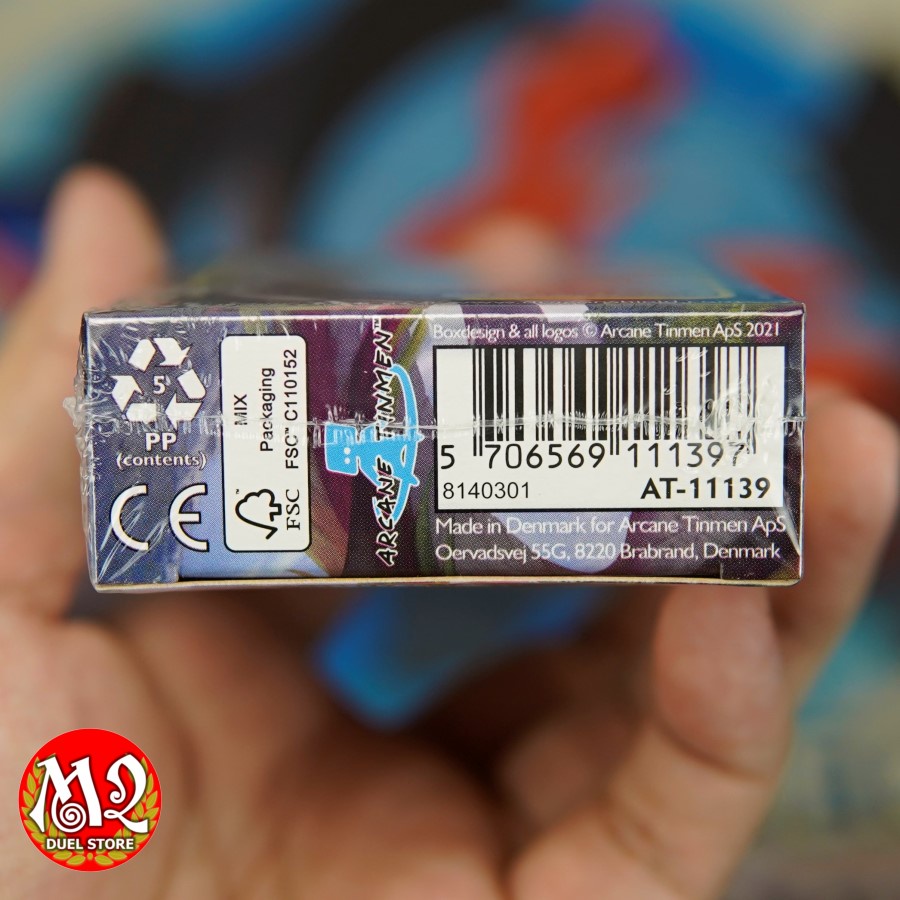 5
PP
(contents)
CE
MIX
Packaging
FSC™ C110152
FSC
ARCANE TINMEN™
Boxdesign & all logos © Arcane Tinmen ApS 2021
5 706569 111397
8140301 AT-11139
Made in Denmark for Arcane Tinmen ApS
Oervadsvej 55G, 8220 Brabrand, Denmark
M2
DUEL STORE